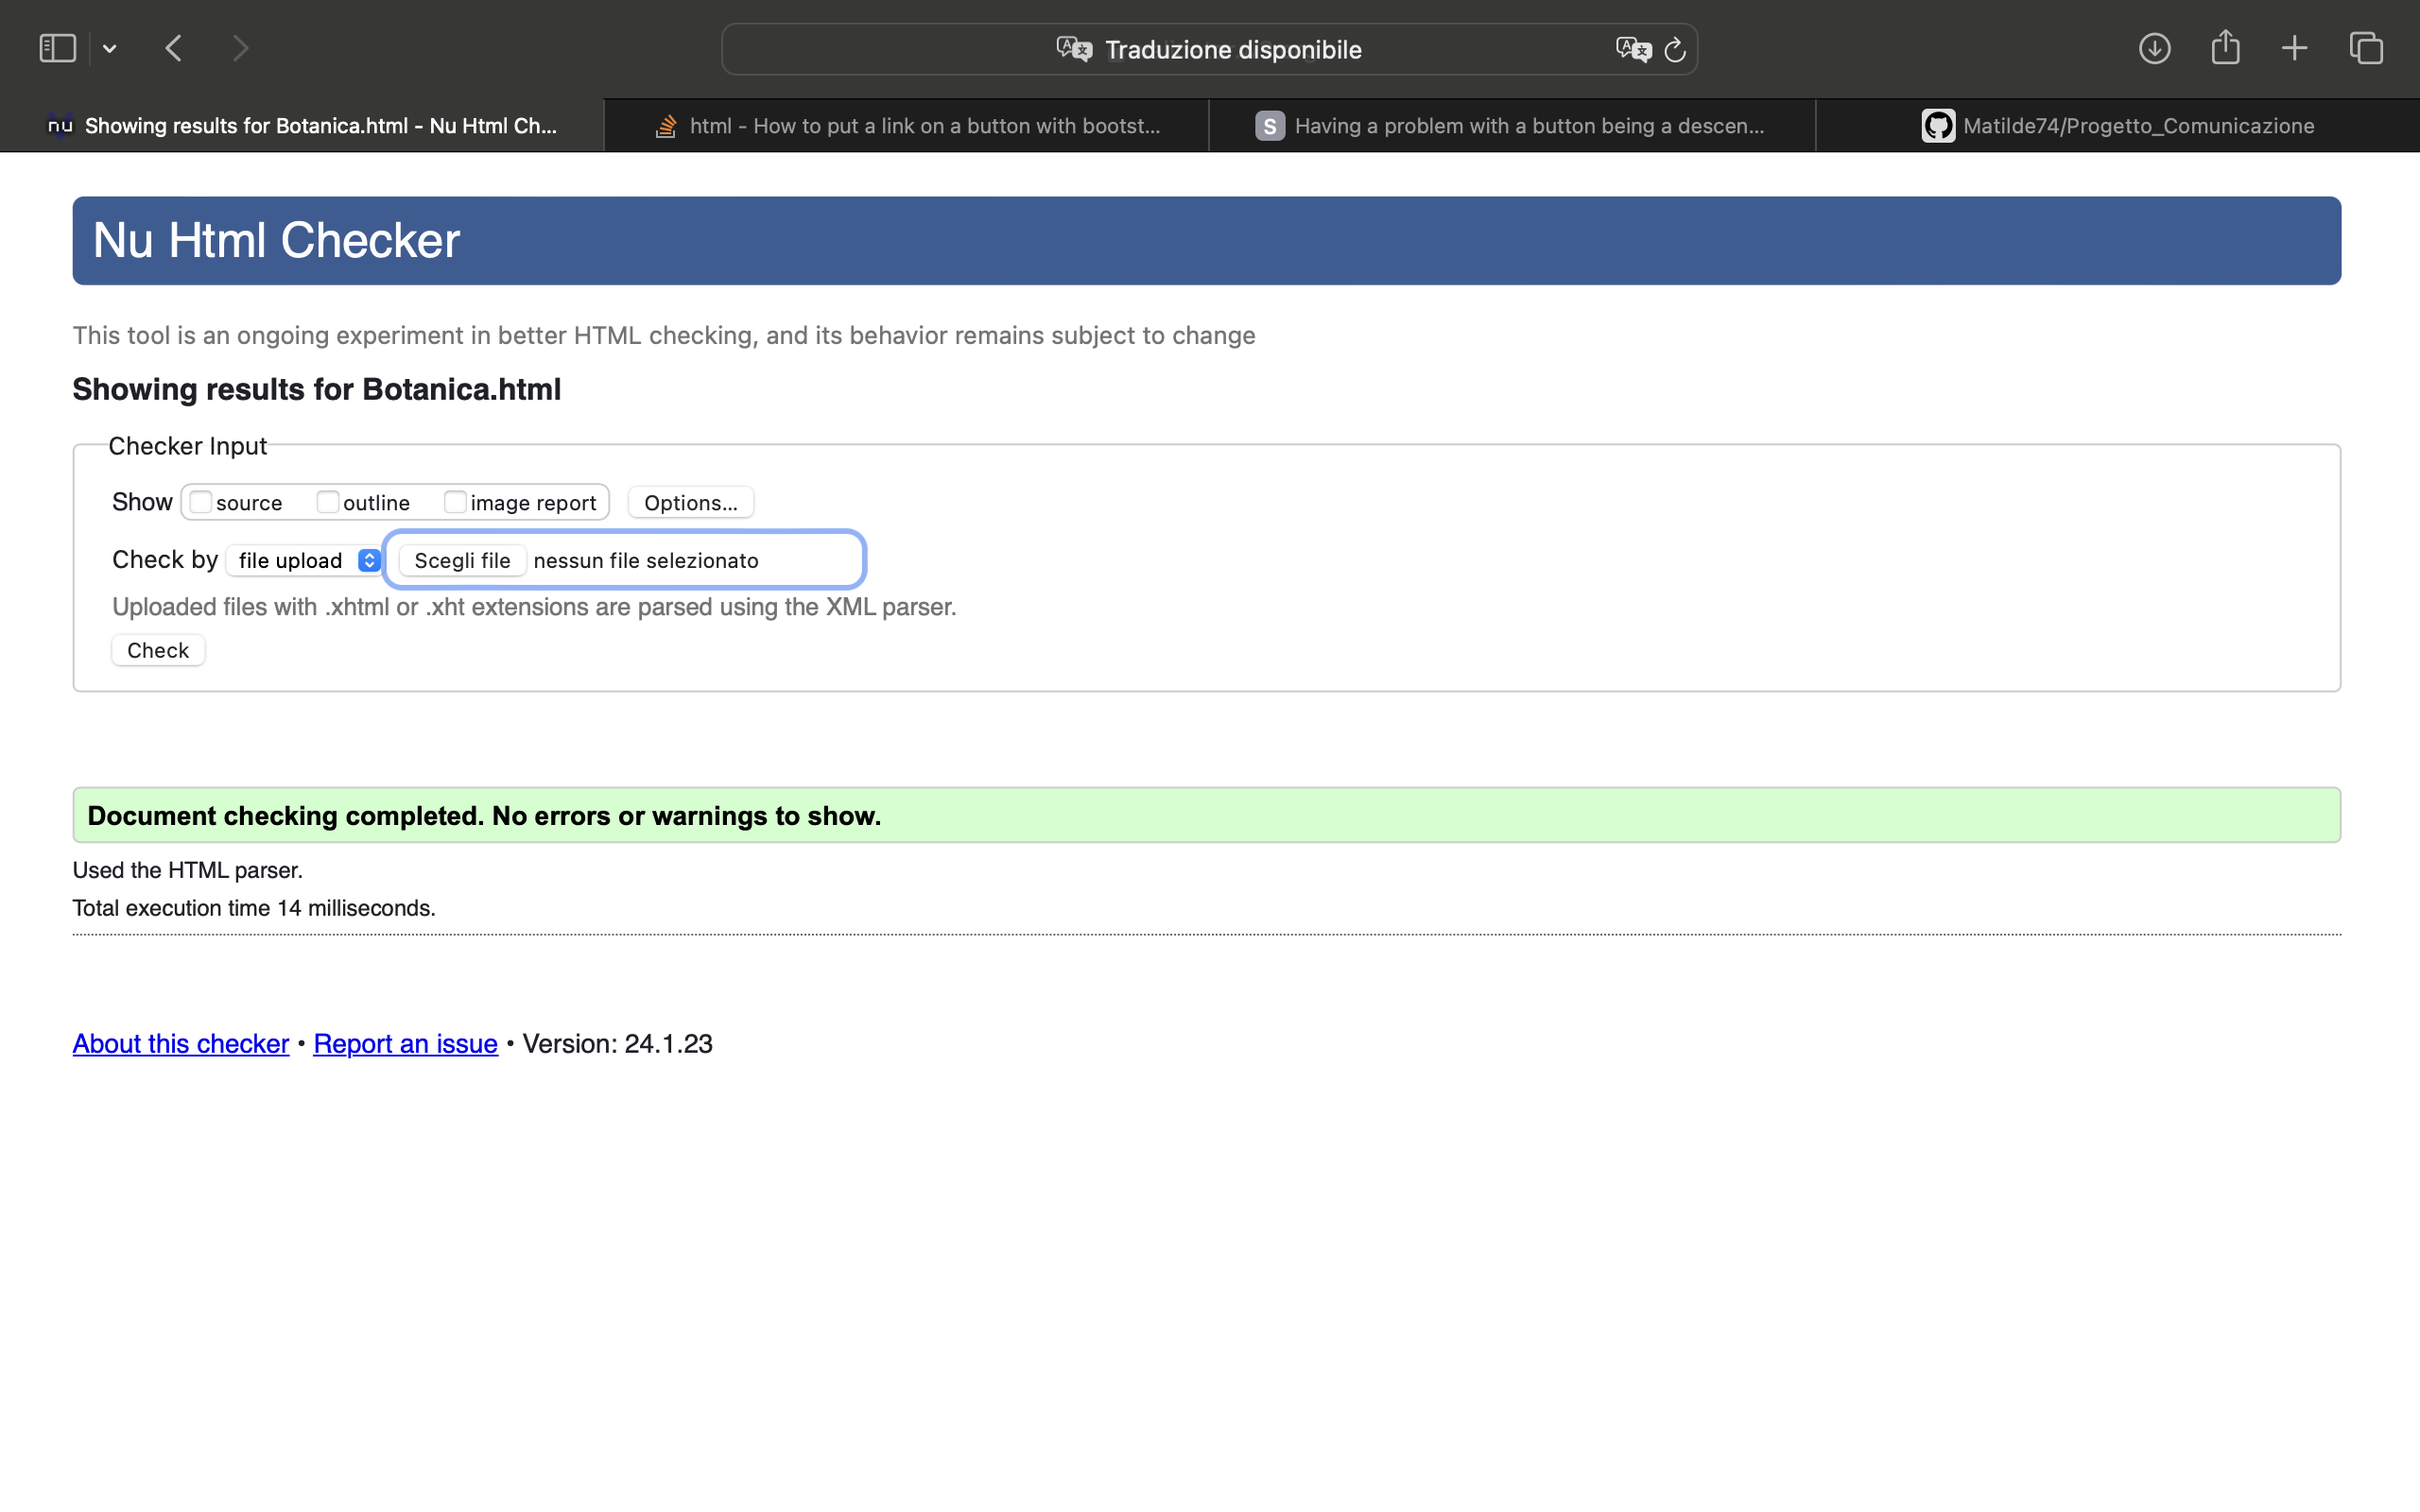 Traduzione disponibile
nu Showing results for Botanica.html - Nu Html Ch...
html - How to put a link on a button with bootst...
S Having a problem with a button being a descen...
Matilde74/Progetto_Comunicazione
Nu Html Checker
This tool is an ongoing experiment in better HTML checking, and its behavior remains subject to change
Showing results for Botanica.html
Checker Input
Show source outline image report Options...
Check by file upload Scegli file nessun file selezionato
Uploaded files with .xhtml or .xht extensions are parsed using the XML parser.
Check
Document checking completed. No errors or warnings to show.
Used the HTML parser.
Total execution time 14 milliseconds.
About this checker • Report an issue • Version: 24.1.23